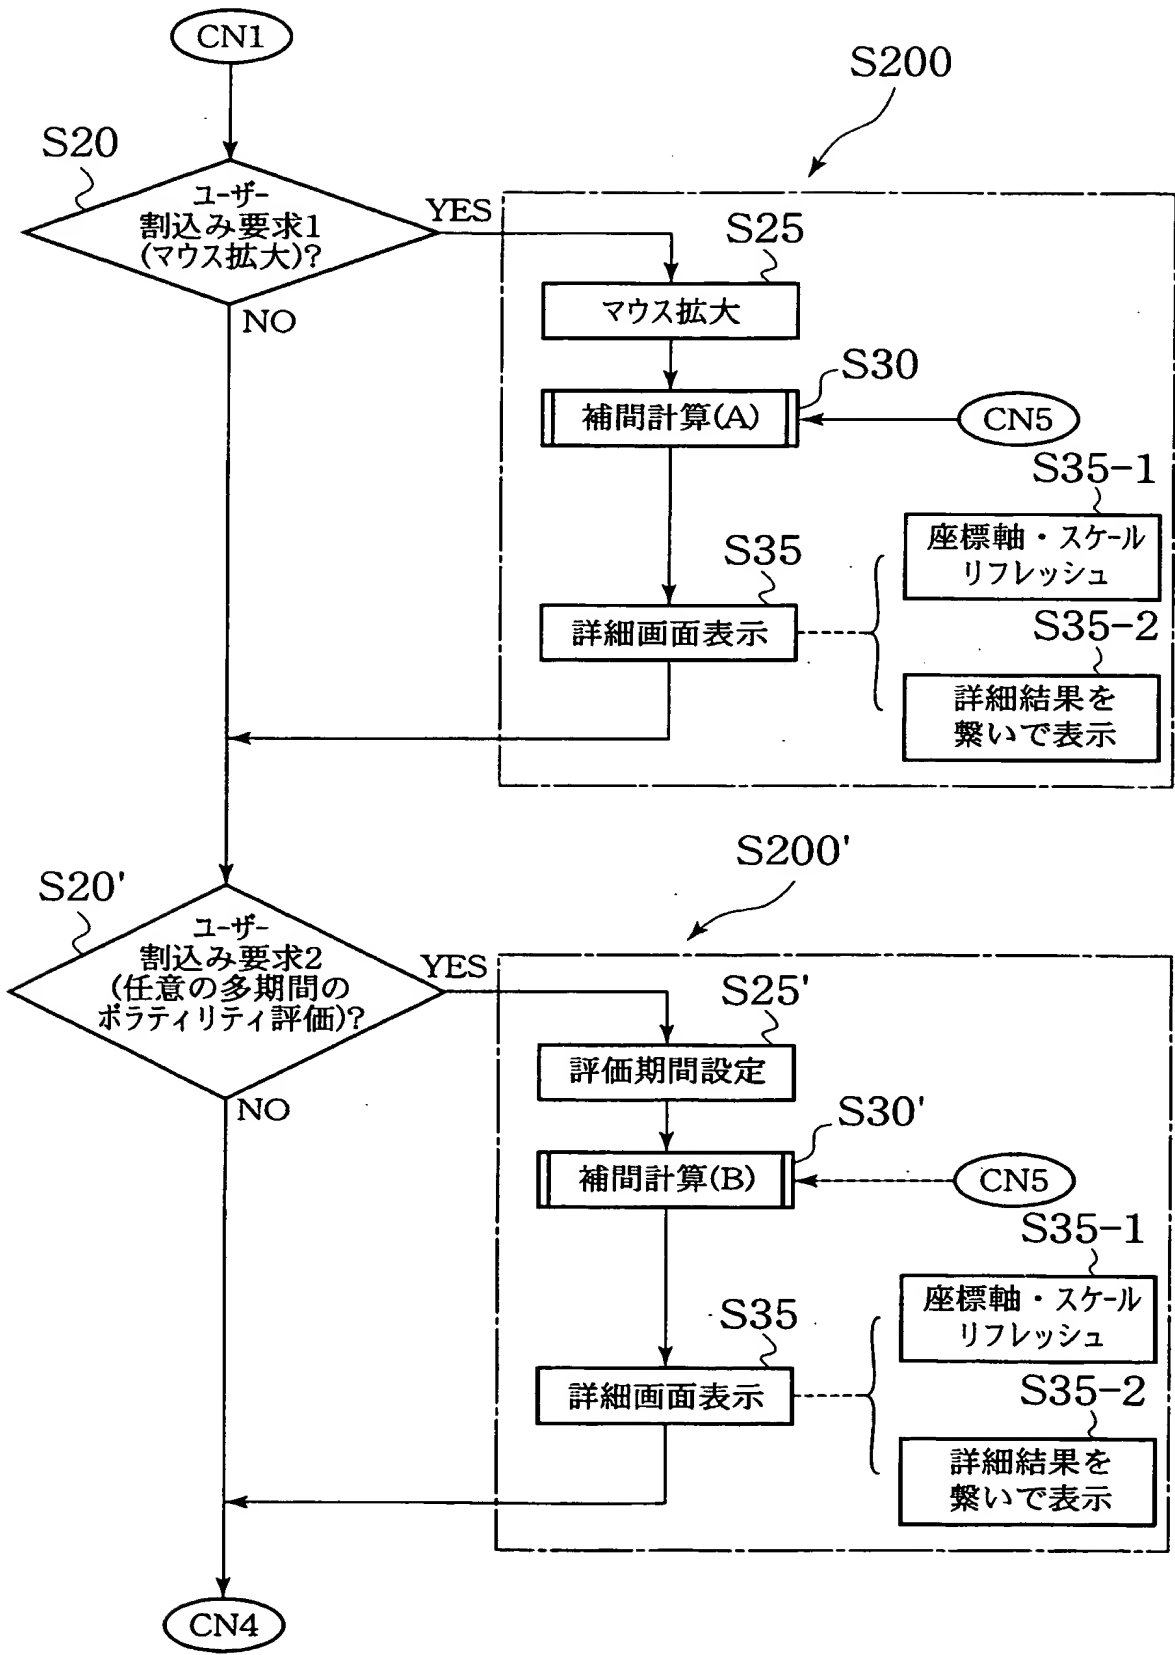 CN1
S200
S20
ユーザー
割込み要求1
(マウス拡大)?
YES
NO
S25
マウス拡大
S30
補間計算(A)
CN5
S35-1
座標軸・スケール
リフレッシュ
S35
詳細画面表示
S35-2
詳細結果を
繋いで表示
S200'
S20'
ユーザー
割込み要求2
(任意の多期間の
ボラティリティ評価)?
YES
NO
S25'
評価期間設定
S30'
補間計算(B)
CN5
S35-1
座標軸・スケール
リフレッシュ
S35
詳細画面表示
S35-2
詳細結果を
繋いで表示
CN4